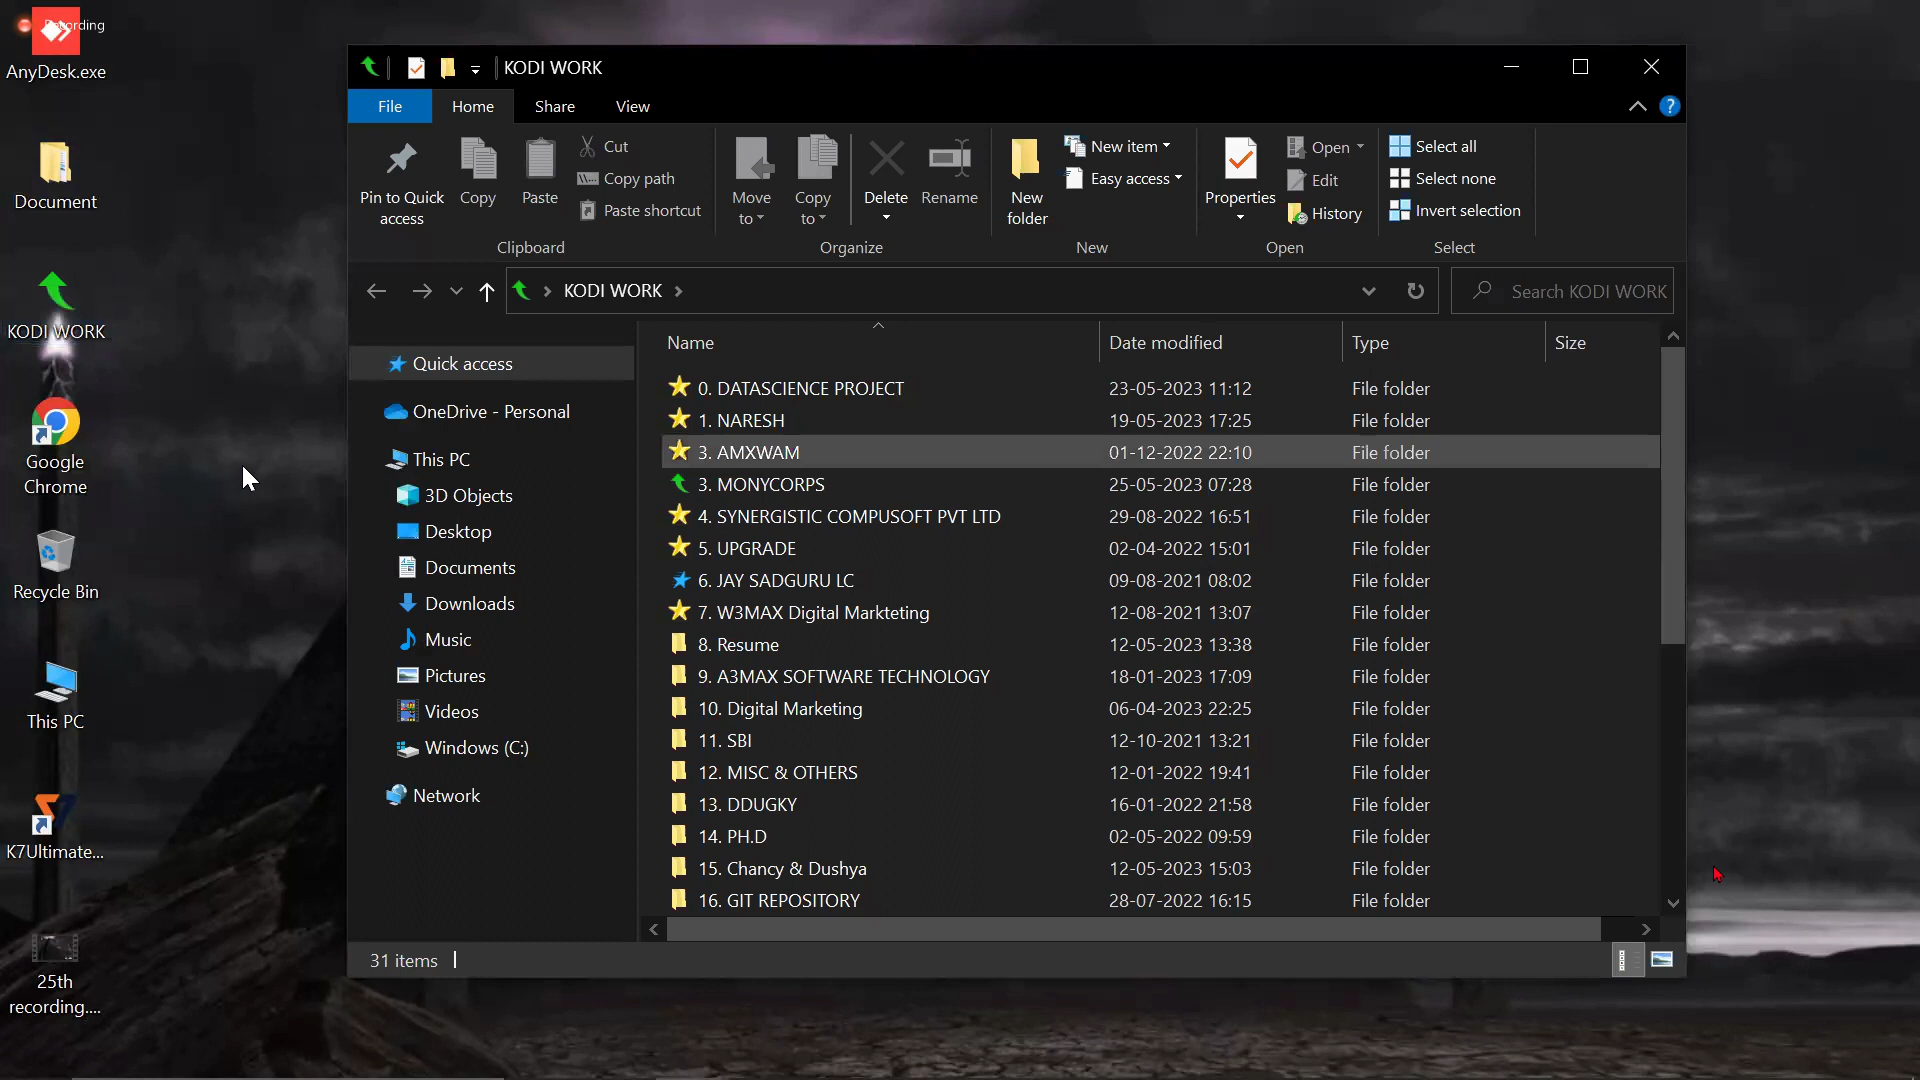 Recording
AnyDesk.exe
Document
KODI WORK
Google
Chrome
Recycle Bin
This PC
K7Ultimate...
25th
recording....
KODI WORK
File Home Share View
Pin to Quick
access
Copy
Paste
Cut
Copy path
Paste shortcut
Clipboard
Move
to
Copy
to
Delete
Rename
Organize
New
folder
New item
Easy access
New
Properties
Open
Edit
History
Open
Select all
Select none
Invert selection
Select
KODI WORK
Search KODI WORK
Quick access
OneDrive - Personal
This PC
3D Objects
Desktop
Documents
Downloads
Music
Pictures
Videos
Windows (C:)
Network
Name Date modified Type Size
0. DATASCIENCE PROJECT 23-05-2023 11:12 File folder
1. NARESH 19-05-2023 17:25 File folder
3. AMXWAM 01-12-2022 22:10 File folder
3. MONYCORPS 25-05-2023 07:28 File folder
4. SYNERGISTIC COMPUSOFT PVT LTD 29-08-2022 16:51 File folder
5. UPGRADE 02-04-2022 15:01 File folder
6. JAY SADGURU LC 09-08-2021 08:02 File folder
7. W3MAX Digital Markteting 12-08-2021 13:07 File folder
8. Resume 12-05-2023 13:38 File folder
9. A3MAX SOFTWARE TECHNOLOGY 18-01-2023 17:09 File folder
10. Digital Marketing 06-04-2023 22:25 File folder
11. SBI 12-10-2021 13:21 File folder
12. MISC & OTHERS 12-01-2022 19:41 File folder
13. DDUGKY 16-01-2022 21:58 File folder
14. PH.D 02-05-2022 09:59 File folder
15. Chancy & Dushya 12-05-2023 15:03 File folder
16. GIT REPOSITORY 28-07-2022 16:15 File folder
31 items